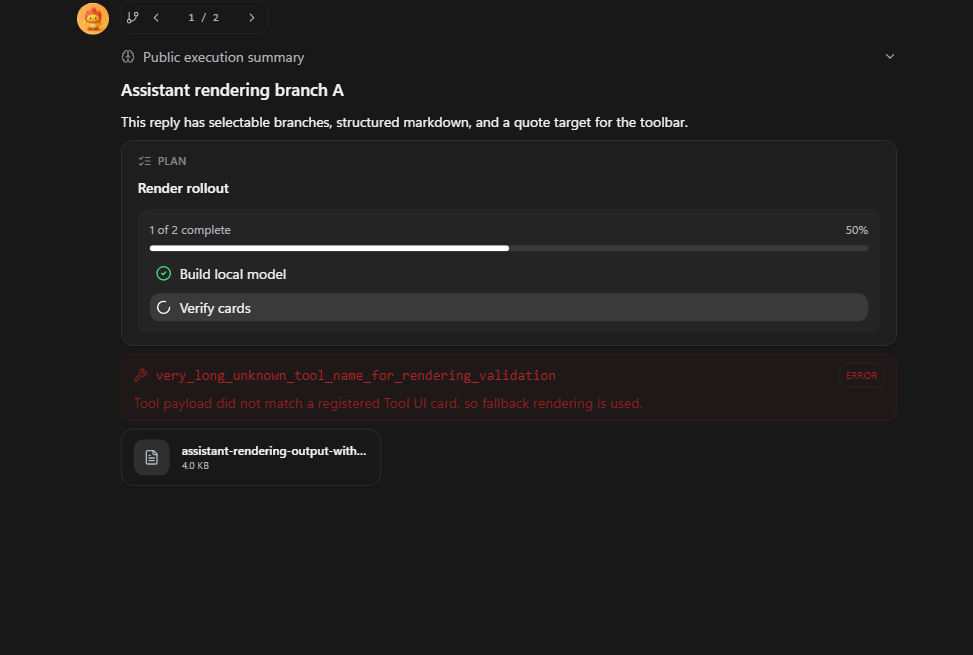 1 / 2
Public execution summary
Assistant rendering branch A
This reply has selectable branches, structured markdown, and a quote target for the toolbar.
PLAN
Render rollout
1 of 2 complete 50%
Build local model
Verify cards
very_long_unknown_tool_name_for_rendering_validation ERROR
Tool payload did not match a registered Tool UI card, so fallback rendering is used.
assistant-rendering-output-with...
4.0 KB